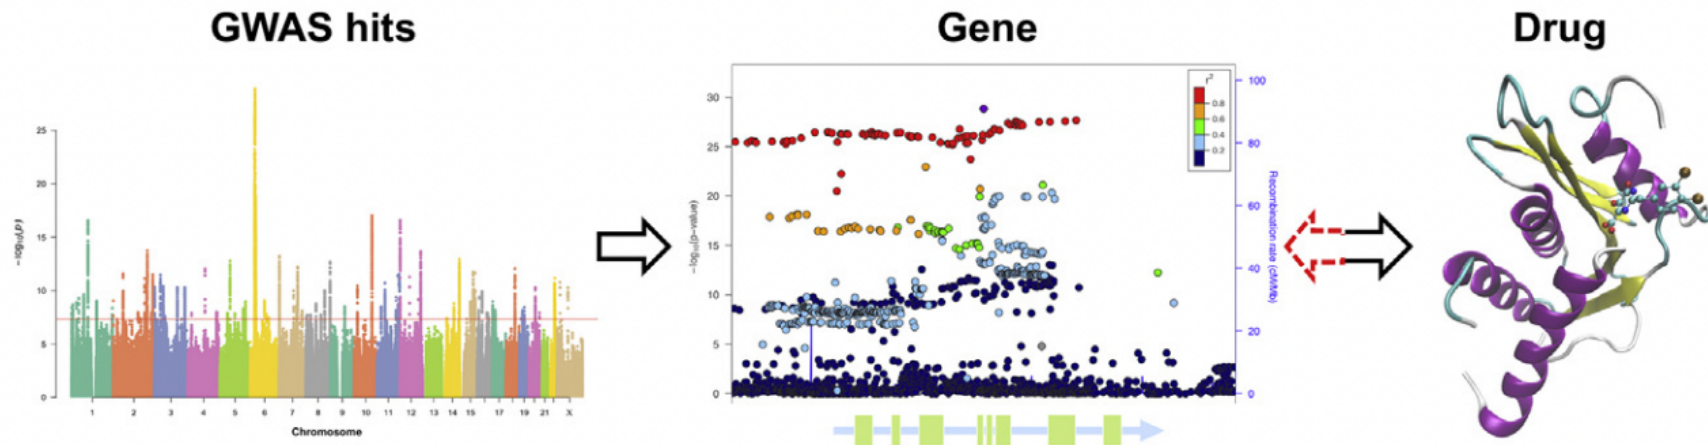 GWAS hits
Gene
Drug
25
20
15
10
5
0
-log10(p)
1 2 3 4 5 6 7 8 9 10 11 12 13 14 15 17 19 21 X
Chromosome
30
25
20
15
10
5
0
-log10(p-value)
r2
0.8
0.6
0.4
0.2
100
80
60
40
20
0
Recombination rate (cM/Mb)